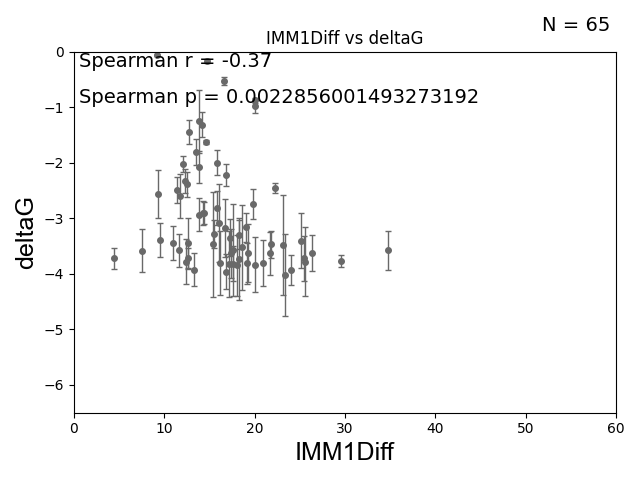 N = 65
IMM1Diff vs deltaG
Spearman r = -0.37
Spearman p = 0.0022856001493273192
0
−1
−2
−3
−4
−5
−6
deltaG
0 10 20 30 40 50 60
IMM1Diff